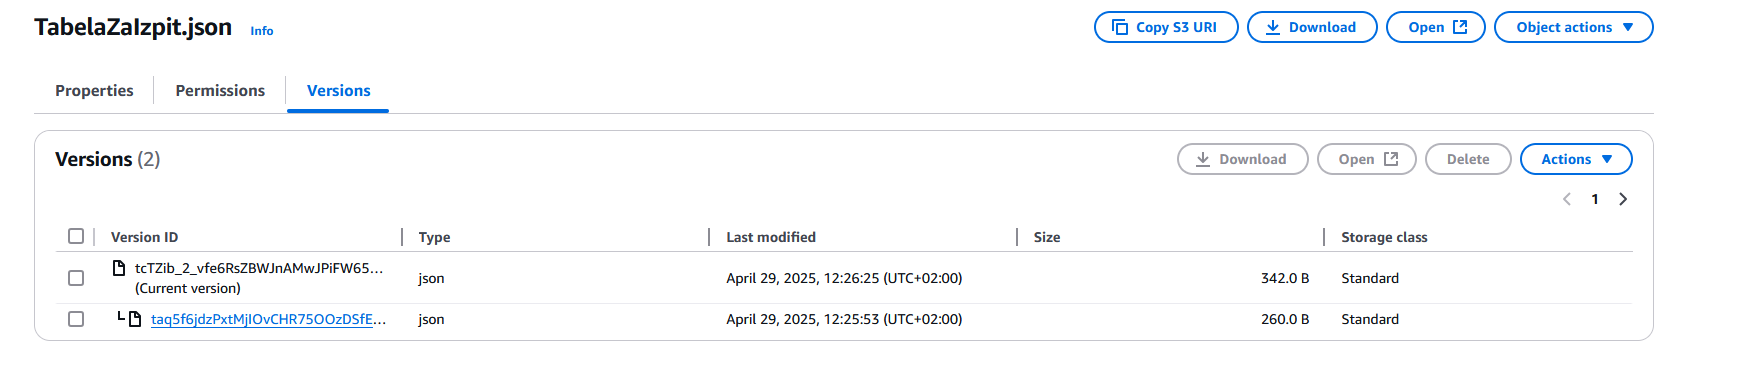 TabelaZaIzpit.json Info
Copy S3 URI Download Open Object actions
Properties Permissions Versions
Versions (2)
Download Open Delete Actions
1
Version ID Type Last modified Size Storage class
tcTZib_2_vfe6RsZBWJnAMwJPiFW65...
(Current version) json April 29, 2025, 12:26:25 (UTC+02:00) 342.0 B Standard
taq5f6jdzPxtMjIOvCHR75OOzDSfE... json April 29, 2025, 12:25:53 (UTC+02:00) 260.0 B Standard